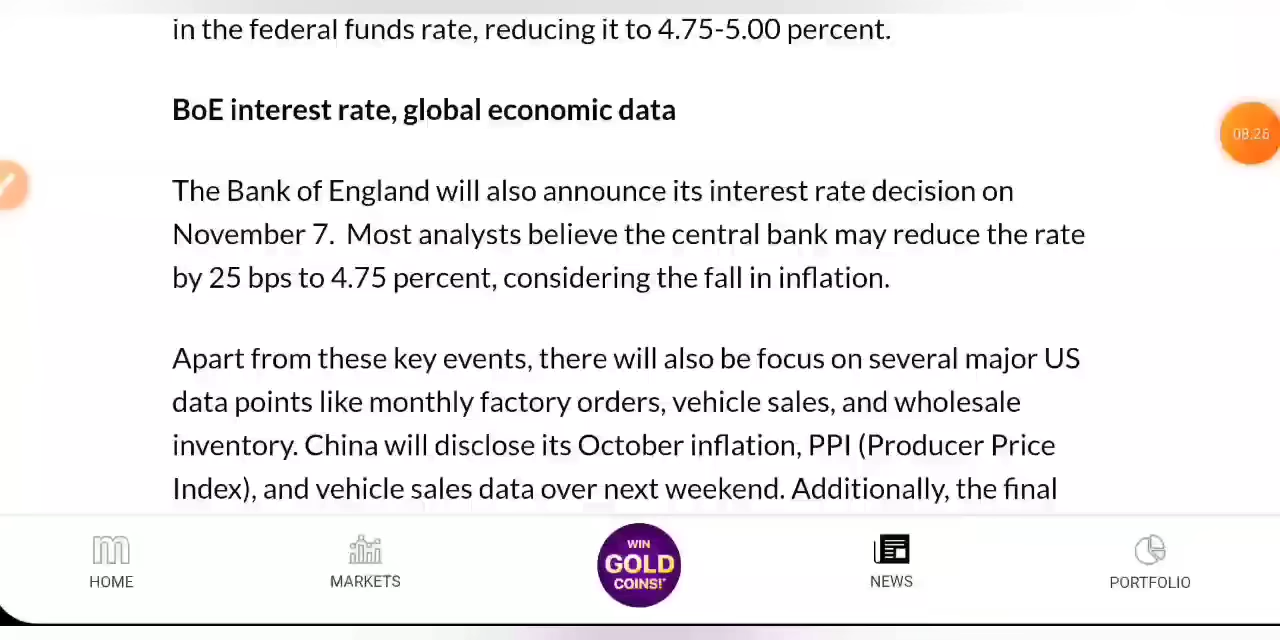 in the federal funds rate, reducing it to 4.75-5.00 percent.
BoE interest rate, global economic data
08:26
The Bank of England will also announce its interest rate decision on
November 7. Most analysts believe the central bank may reduce the rate
by 25 bps to 4.75 percent, considering the fall in inflation.
Apart from these key events, there will also be focus on several major US
data points like monthly factory orders, vehicle sales, and wholesale
inventory. China will disclose its October inflation, PPI (Producer Price
Index), and vehicle sales data over next weekend. Additionally, the final
WIN
GOLD
COINS!*
HOME
MARKETS
NEWS
PORTFOLIO